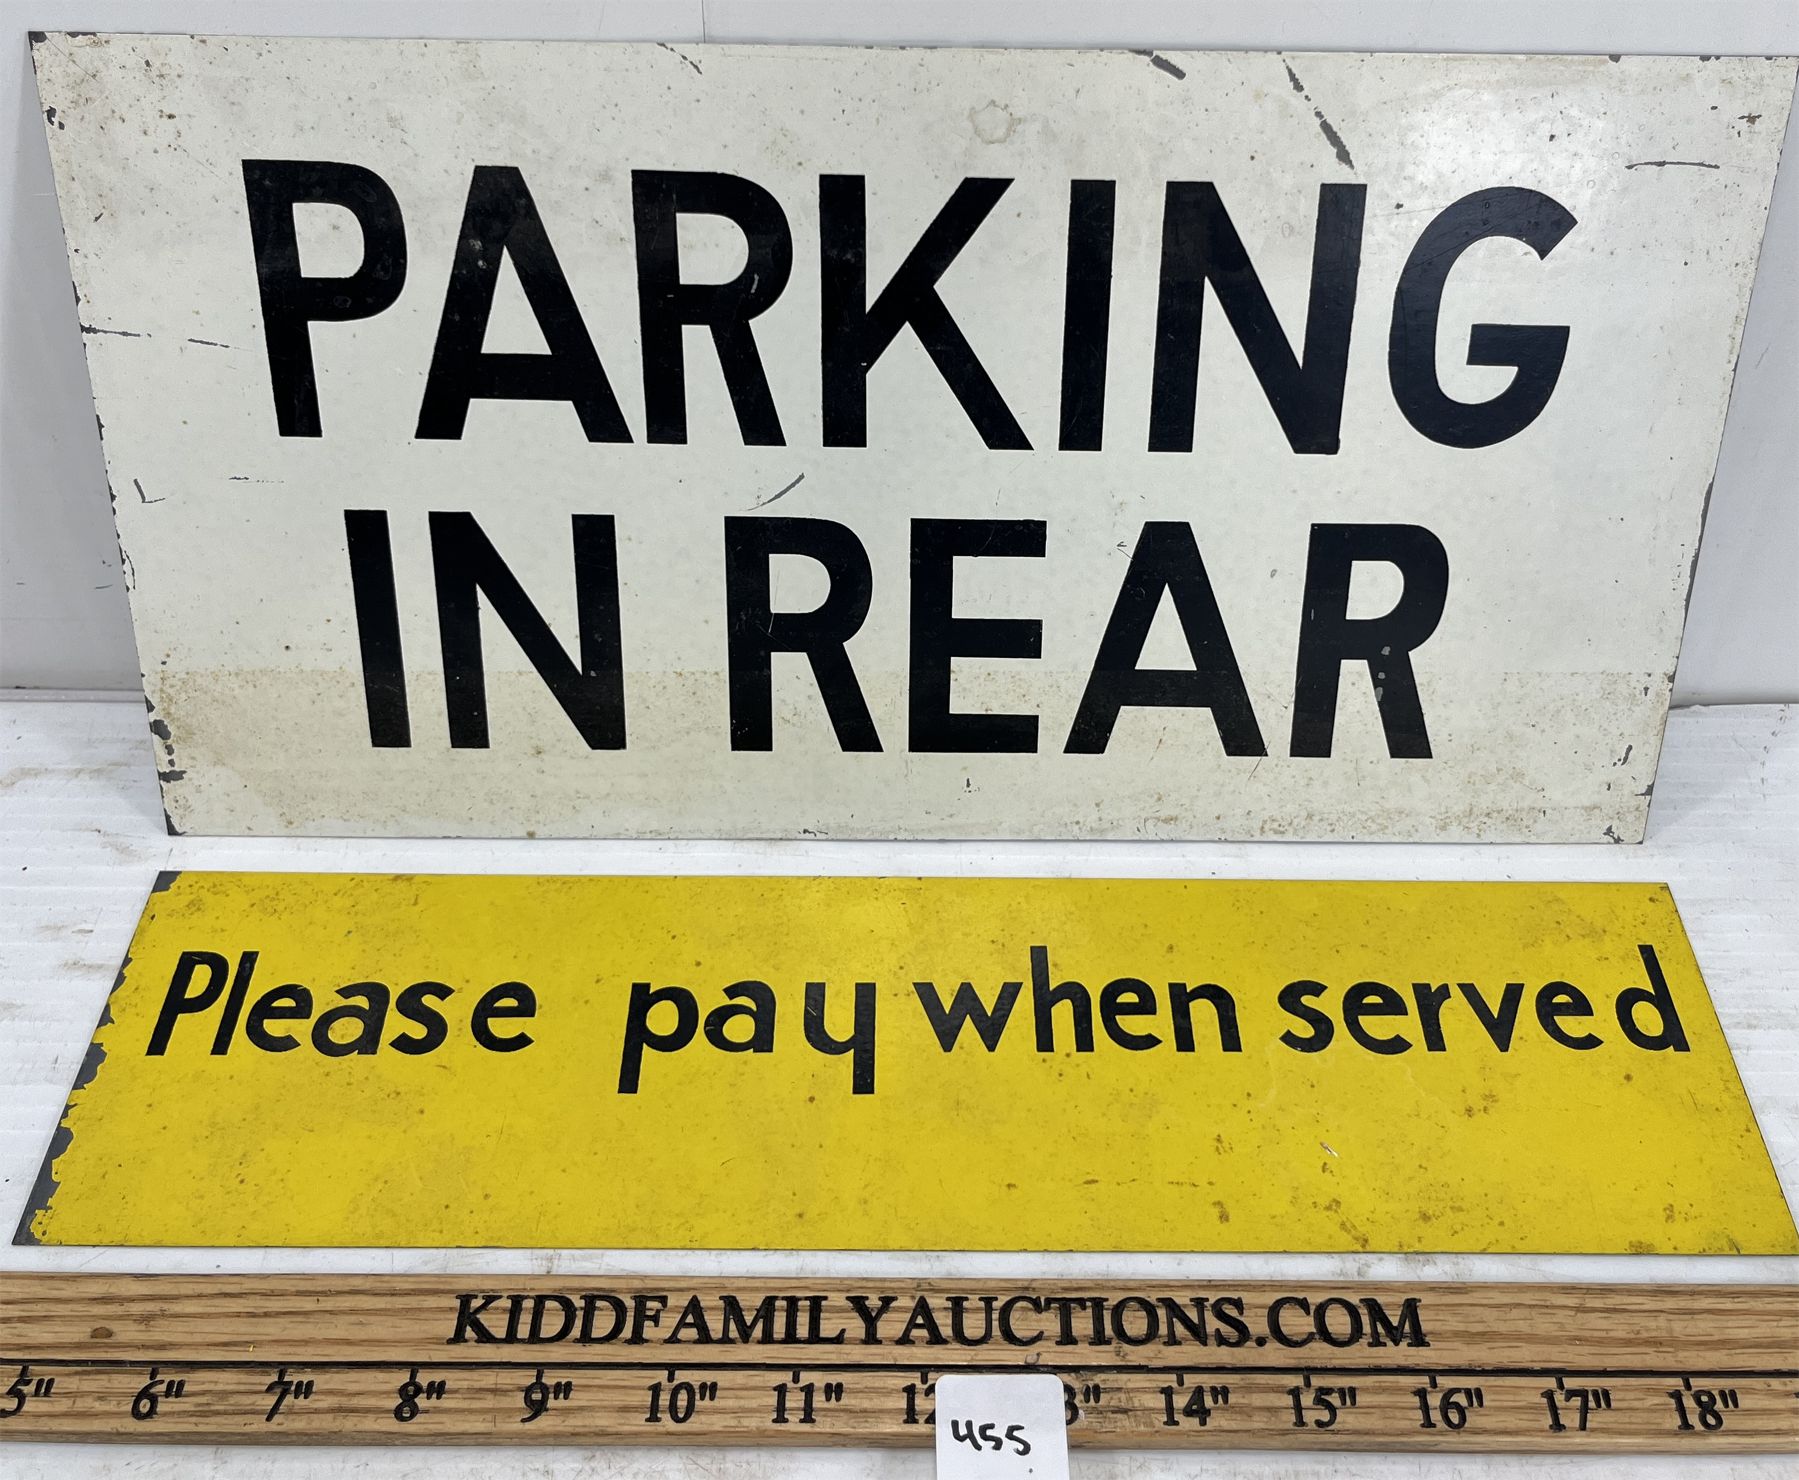 PARKING
IN REAR
Please pay when served
KIDDFAMILYAUCTIONS.COM
5" 6" 7" 8" 9" 10" 11" 12 3" 14" 15" 16" 17" 18"
455